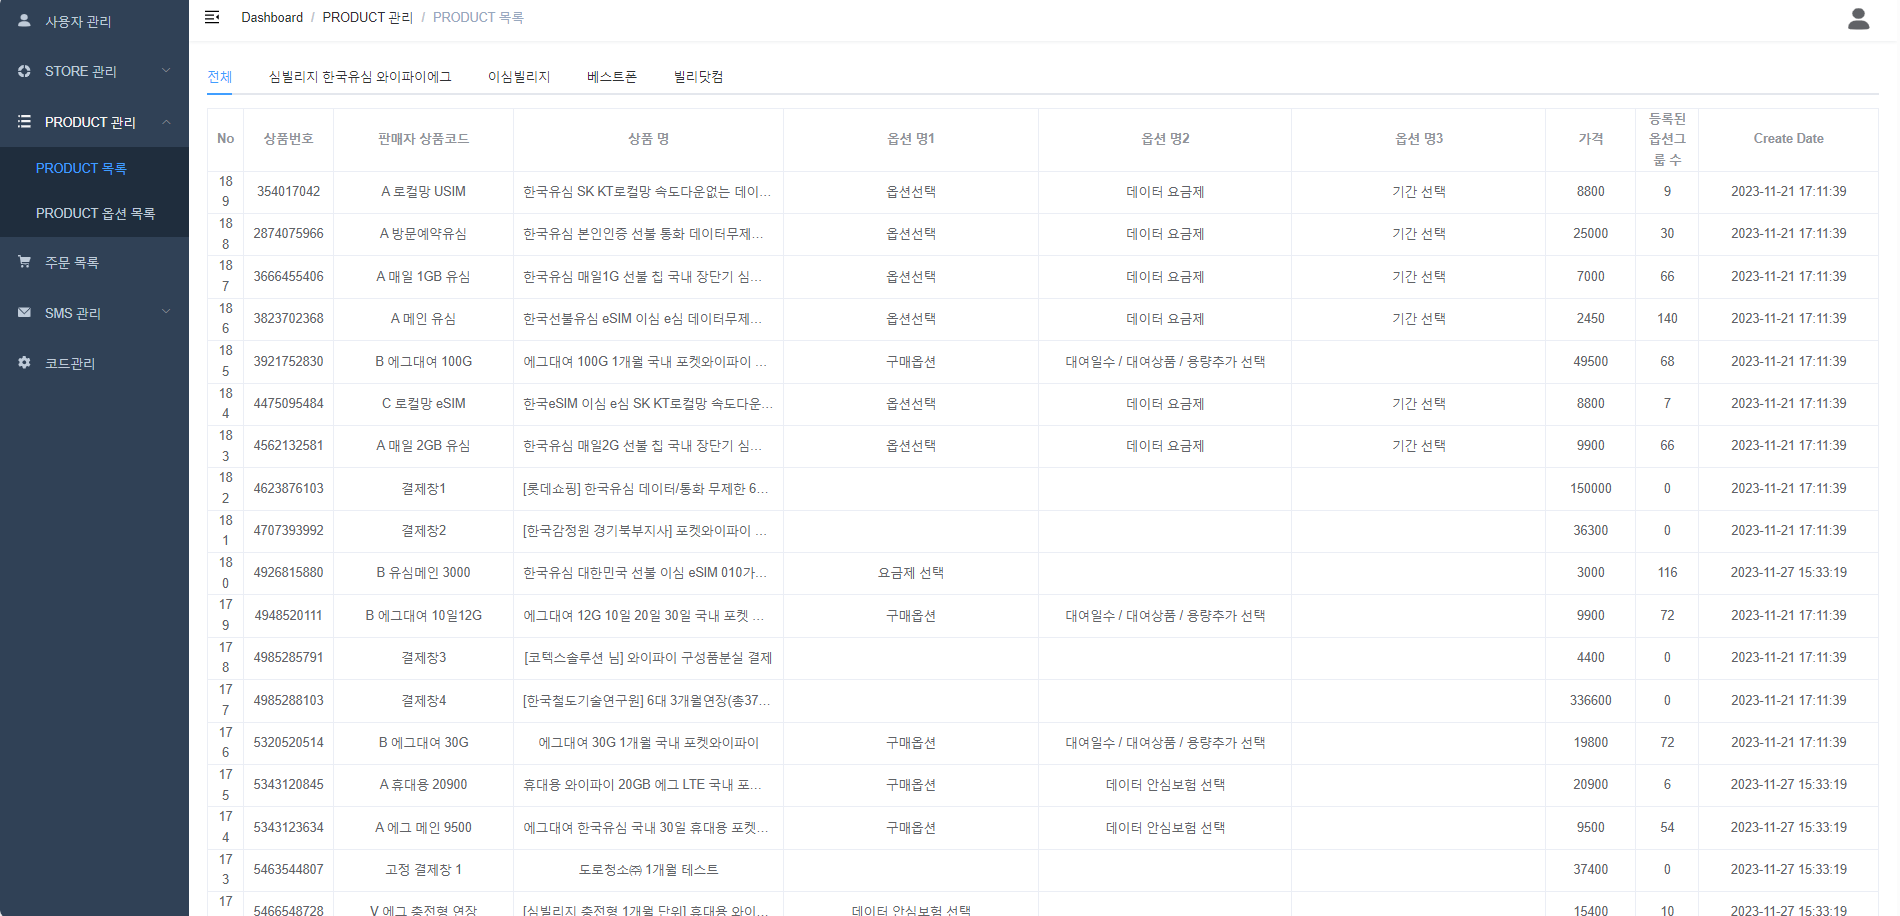 사용자 관리
STORE 관리
PRODUCT 관리
PRODUCT 목록
PRODUCT 옵션 목록
주문 목록
SMS 관리
코드관리
Dashboard / PRODUCT 관리 / PRODUCT 목록
전체 심빌리지 한국유심 와이파이에그 이심빌리지 베스트폰 빌리닷컴
No 상품번호 판매자 상품코드 상품 명 옵션 명1 옵션 명2 옵션 명3 가격 등록된 옵션그룹 수 Create Date
189 354017042 A 로컬망 USIM 한국유심 SK KT로컬망 속도다운없는 데이... 옵션선택 데이터 요금제 기간 선택 8800 9 2023-11-21 17:11:39
188 2874075966 A 방문예약유심 한국유심 본인인증 선불 통화 데이터무제... 옵션선택 데이터 요금제 기간 선택 25000 30 2023-11-21 17:11:39
187 3666455406 A 매일 1GB 유심 한국유심 매일1G 선불 칩 국내 장단기 심... 옵션선택 데이터 요금제 기간 선택 7000 66 2023-11-21 17:11:39
186 3823702368 A 메인 유심 한국선불유심 eSIM 이심 e심 데이터무제... 옵션선택 데이터 요금제 기간 선택 2450 140 2023-11-21 17:11:39
185 3921752830 B 에그대여 100G 에그대여 100G 1개월 국내 포켓와이파이 ... 구매옵션 대여일수 / 대여상품 / 용량추가 선택 49500 68 2023-11-21 17:11:39
184 4475095484 C 로컬망 eSIM 한국eSIM 이심 e심 SK KT로컬망 속도다운... 옵션선택 데이터 요금제 기간 선택 8800 7 2023-11-21 17:11:39
183 4562132581 A 매일 2GB 유심 한국유심 매일2G 선불 칩 국내 장단기 심... 옵션선택 데이터 요금제 기간 선택 9900 66 2023-11-21 17:11:39
182 4623876103 결제창1 [롯데쇼핑] 한국유심 데이터/통화 무제한 6... 150000 0 2023-11-21 17:11:39
181 4707393992 결제창2 [한국감정원 경기북부지사] 포켓와이파이 ... 36300 0 2023-11-21 17:11:39
180 4926815880 B 유심메인 3000 한국유심 대한민국 선불 이심 eSIM 010가... 요금제 선택 3000 116 2023-11-27 15:33:19
179 4948520111 B 에그대여 10일12G 에그대여 12G 10일 20일 30일 국내 포켓 ... 구매옵션 대여일수 / 대여상품 / 용량추가 선택 9900 72 2023-11-21 17:11:39
178 4985285791 결제창3 [코텍스솔루션 님] 와이파이 구성품분실 결제 4400 0 2023-11-21 17:11:39
177 4985288103 결제창4 [한국철도기술연구원] 6대 3개월연장(총37... 336600 0 2023-11-21 17:11:39
176 5320520514 B 에그대여 30G 에그대여 30G 1개월 국내 포켓와이파이 구매옵션 대여일수 / 대여상품 / 용량추가 선택 19800 72 2023-11-21 17:11:39
175 5343120845 A 휴대용 20900 휴대용 와이파이 20GB 에그 LTE 국내 포... 구매옵션 데이터 안심보험 선택 20900 6 2023-11-27 15:33:19
174 5343123634 A 에그 메인 9500 에그대여 한국유심 국내 30일 휴대용 포켓... 구매옵션 데이터 안심보험 선택 9500 54 2023-11-27 15:33:19
173 5463544807 고정 결제창 1 도로청소㈜ 1개월 테스트 37400 0 2023-11-27 15:33:19
17 5466548728 V 에그 충전형 연장 [심빌리지 충전형 1개월 단위] 휴대용 와이... 데이터 안심보험 선택 15400 10 2023-11-27 15:33:19